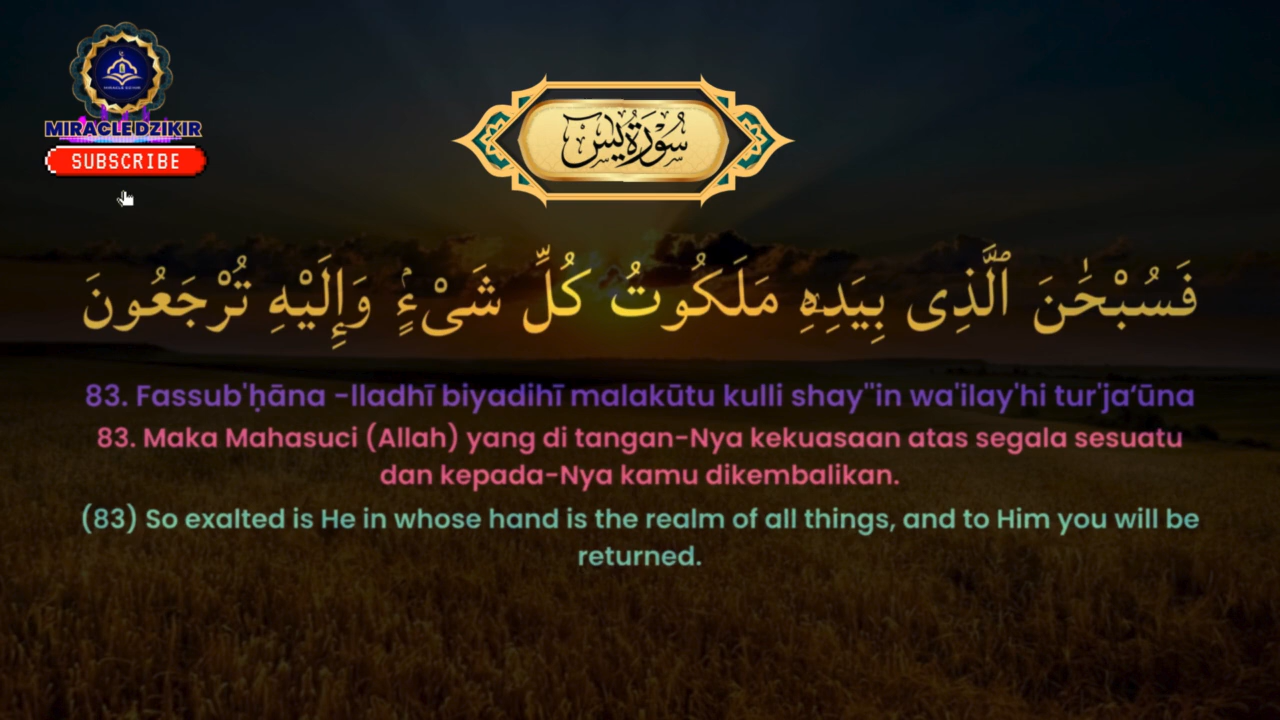 MIRACLE DZIKIR
MIRACLEDZIKIR
SUBSCRIBE
سُوْرَةُ يٰسٓ
فَسُبْحَٰنَ ٱلَّذِى بِيَدِهِۦ مَلَكُوتُ كُلِّ شَىْءٍۢ وَإِلَيْهِ تُرْجَعُونَ
83. Fassub'ḥāna -lladhī biyadihī malakūtu kulli shay''in wa'ilay'hi tur'ja‘ūna
83. Maka Mahasuci (Allah) yang di tangan-Nya kekuasaan atas segala sesuatu
dan kepada-Nya kamu dikembalikan.
(83) So exalted is He in whose hand is the realm of all things, and to Him you will be
returned.